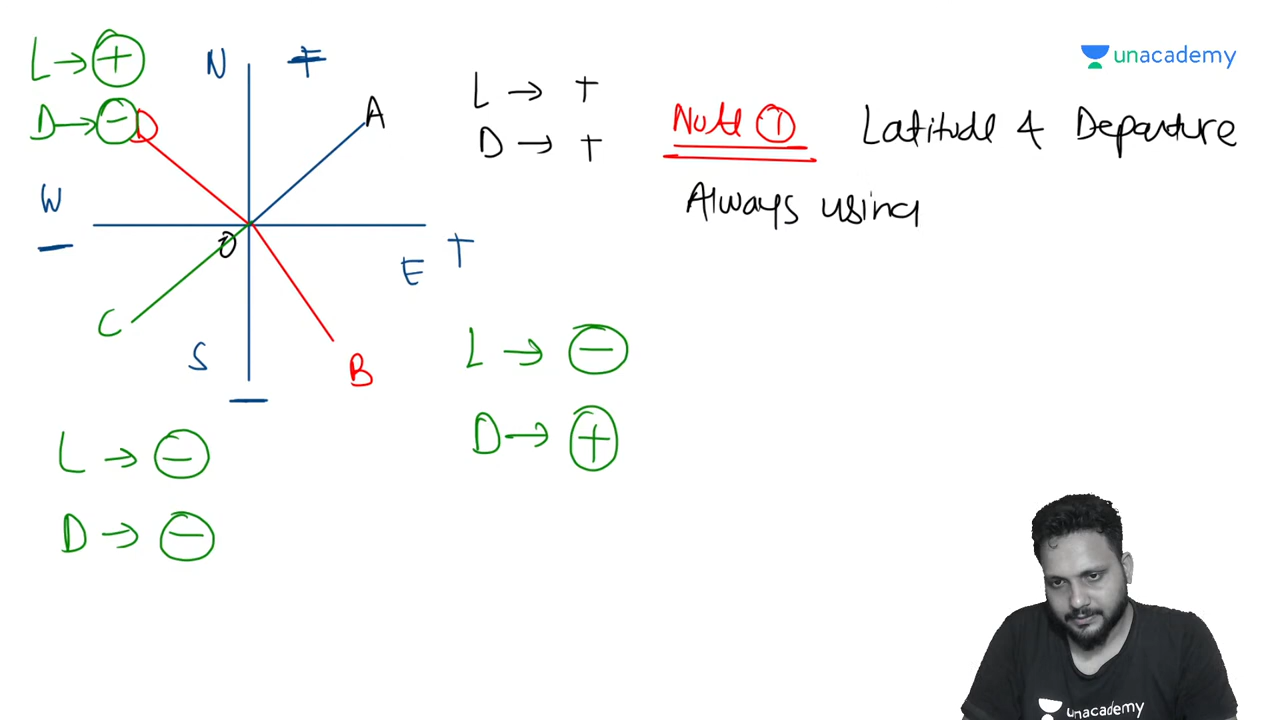 unacademy
L → +
D → -
D
N +
A
L → +
D → +
Note ①
Latitude & Departure
Always using
W
-
O
E +
C
S
-
B
L → -
D → +
L → -
D → -
unacademy